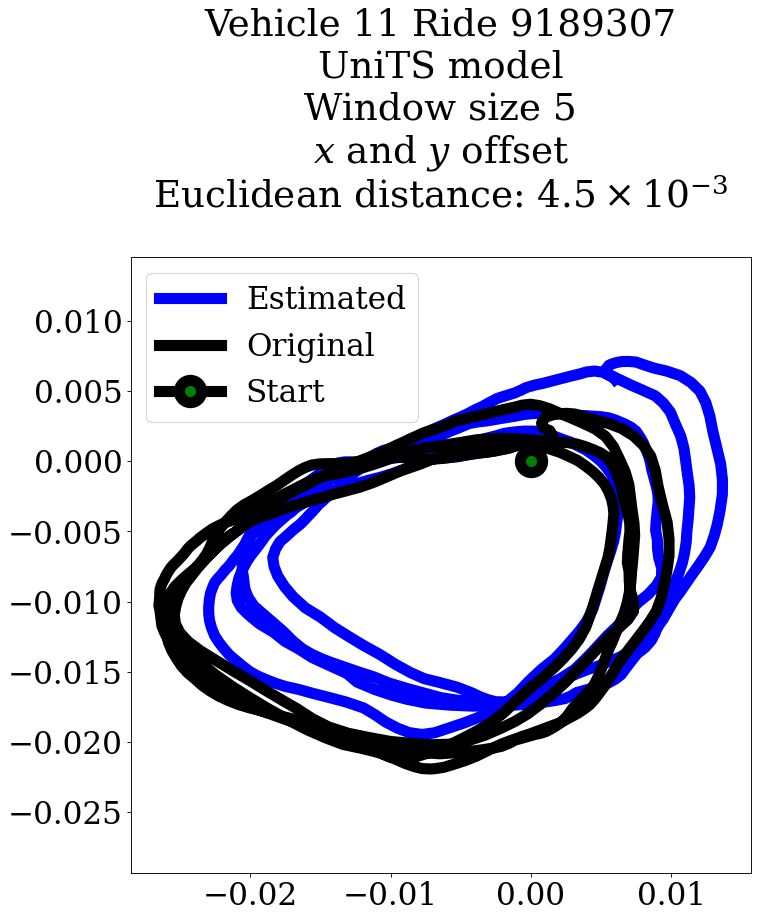 Vehicle 11 Ride 9189307
UniTS model
Window size 5
x and y offset
Euclidean distance: 4.5 × 10⁻³
Estimated
Original
Start
0.010
0.005
0.000
−0.005
−0.010
−0.015
−0.020
−0.025
−0.02 −0.01 0.00 0.01